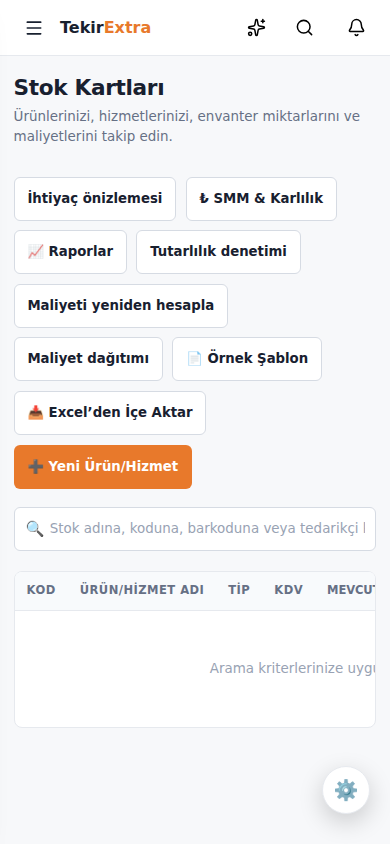 TekirExtra
Stok Kartları
Ürünlerinizi, hizmetlerinizi, envanter miktarlarını ve
maliyetlerini takip edin.
İhtiyaç önizlemesi
₺ SMM & Karlılık
📈 Raporlar
Tutarlılık denetimi
Maliyeti yeniden hesapla
Maliyet dağıtımı
📄 Örnek Şablon
📥 Excel’den İçe Aktar
➕ Yeni Ürün/Hizmet
🔍 Stok adına, koduna, barkoduna veya tedarikçi
KOD ÜRÜN/HİZMET ADI TİP KDV
Arama kriterlerinize